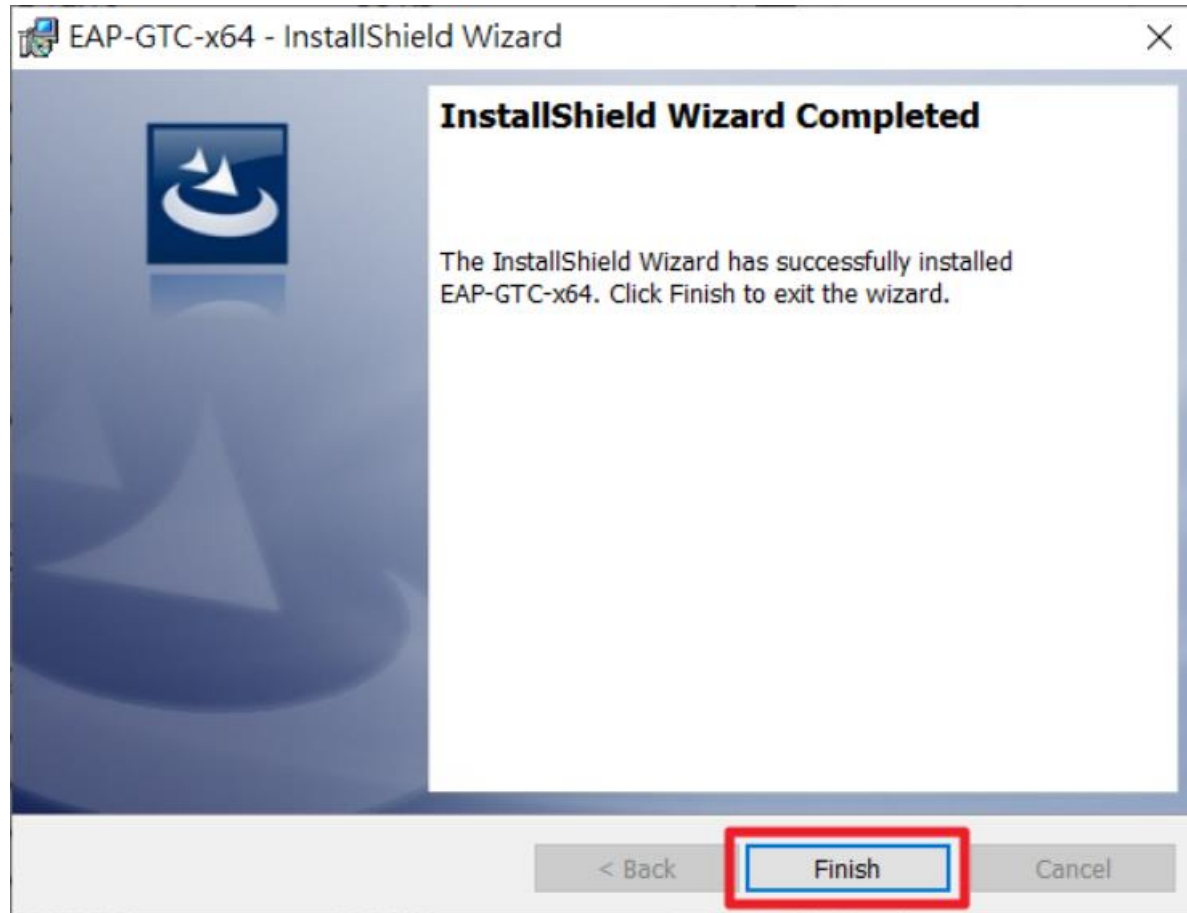 EAP-GTC-x64 - InstallShield Wizard
InstallShield Wizard Completed
The InstallShield Wizard has successfully installed
EAP-GTC-x64. Click Finish to exit the wizard.
< Back
Finish
Cancel